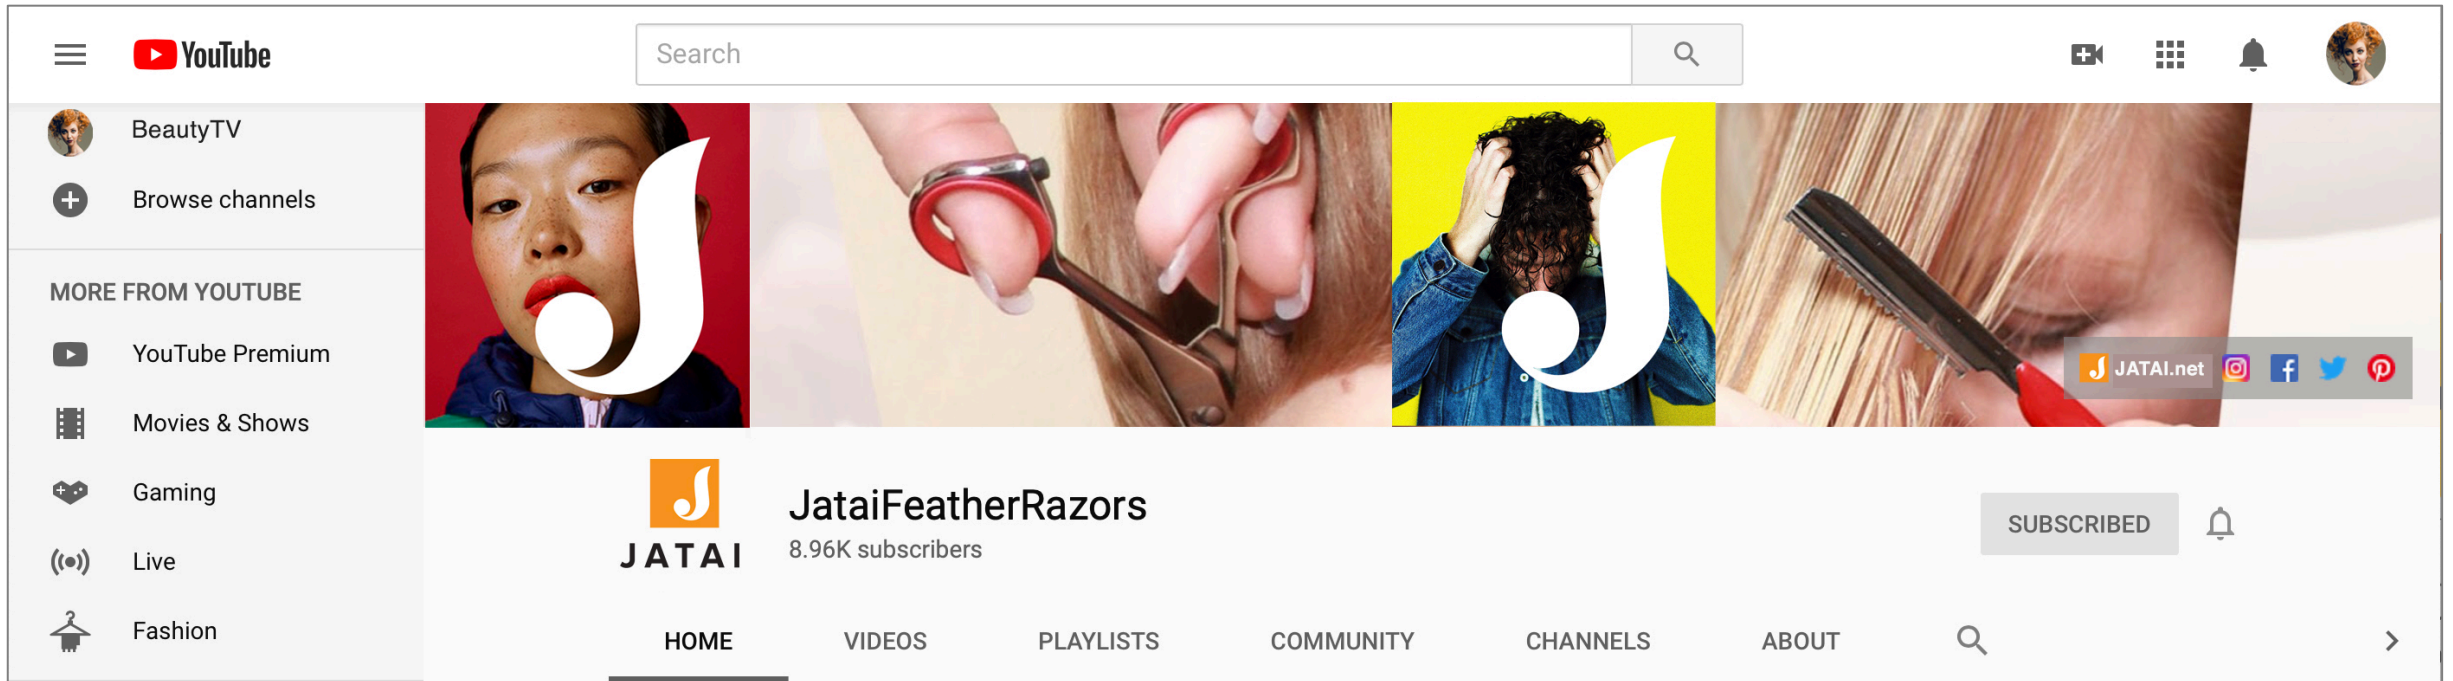 YouTube
Search
BeautyTV
Browse channels
MORE FROM YOUTUBE
YouTube Premium
Movies & Shows
Gaming
Live
Fashion
J
J
J JATAI.net
J
JATAI
JataiFeatherRazors
8.96K subscribers
SUBSCRIBED
HOME VIDEOS PLAYLISTS COMMUNITY CHANNELS ABOUT